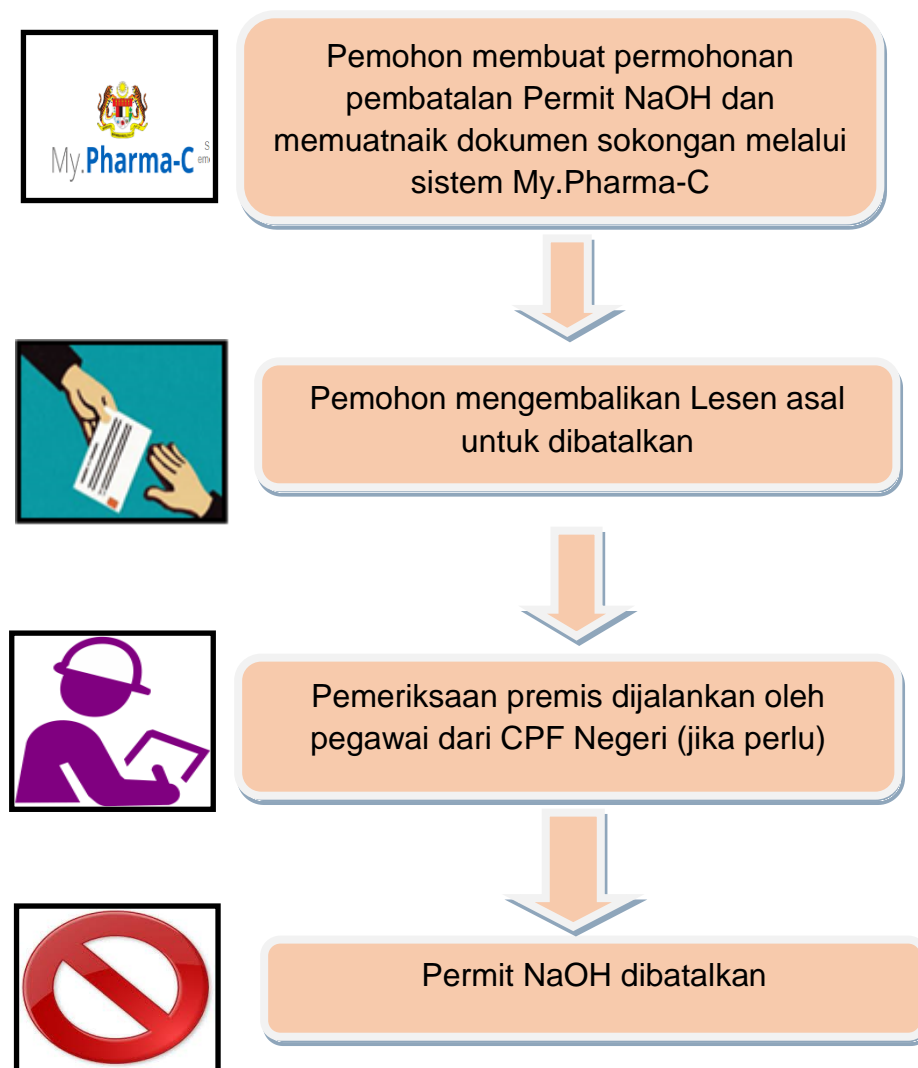 Pemohon membuat permohonan
pembatalan Permit NaOH dan
memuatnaik dokumen sokongan melalui
sistem My.Pharma-C
My.Pharma-C
Pemohon mengembalikan Lesen asal
untuk dibatalkan
Pemeriksaan premis dijalankan oleh
pegawai dari CPF Negeri (jika perlu)
Permit NaOH dibatalkan